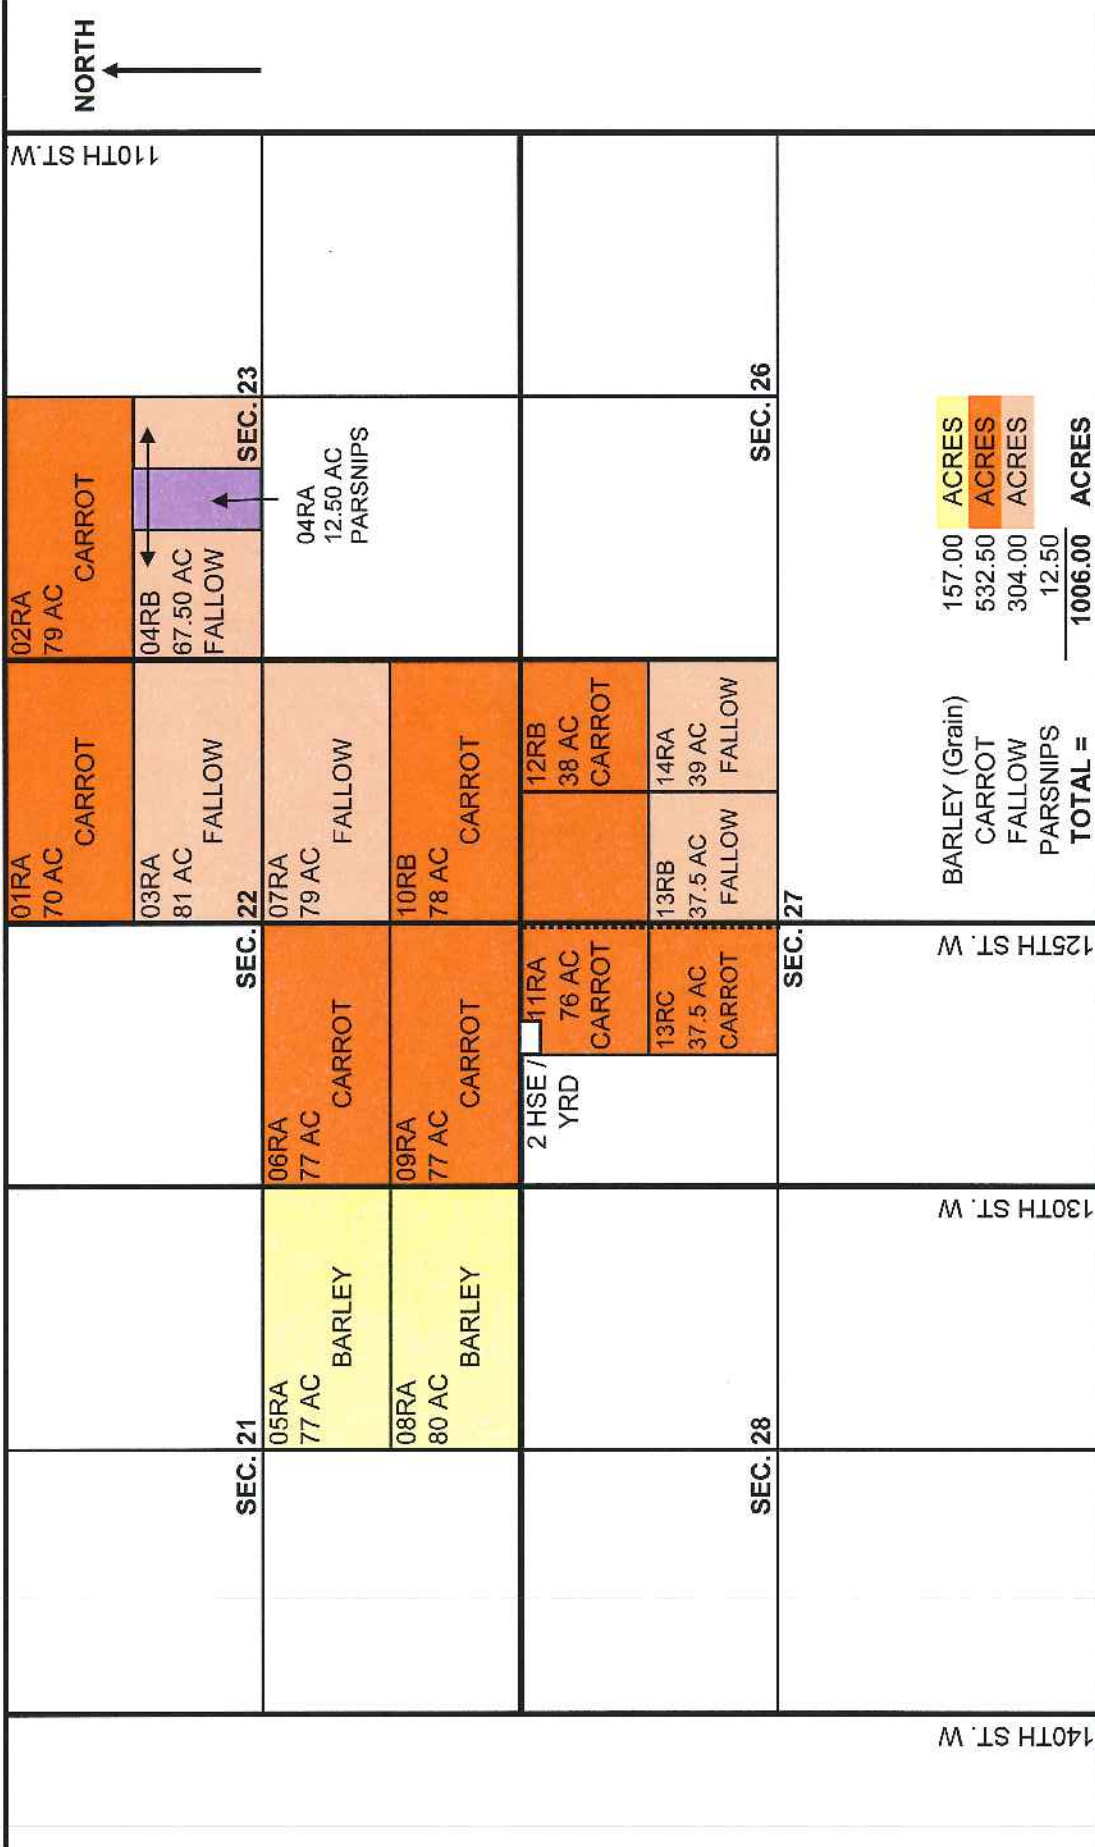 NORTH
110TH ST.W.
01RA
70 AC
CARROT
02RA
79 AC
CARROT
03RA
81 AC
FALLOW
04RB
67.50 AC
FALLOW
SEC. 21
SEC. 22
SEC. 23
05RA
77 AC
BARLEY
06RA
77 AC
CARROT
07RA
79 AC
FALLOW
04RA
12.50 AC
PARSNIPS
08RA
80 AC
BARLEY
09RA
77 AC
CARROT
10RB
78 AC
CARROT
2 HSE /
YRD
11RA
76 AC
CARROT
12RB
38 AC
CARROT
13RC
37.5 AC
CARROT
13RB
37.5 AC
FALLOW
14RA
39 AC
FALLOW
SEC. 28
SEC. 27
SEC. 26
140TH ST. W
130TH ST. W
125TH ST. W
BARLEY (Grain) 157.00 ACRES
CARROT 532.50 ACRES
FALLOW 304.00 ACRES
PARSNIPS 12.50
TOTAL = 1006.00 ACRES